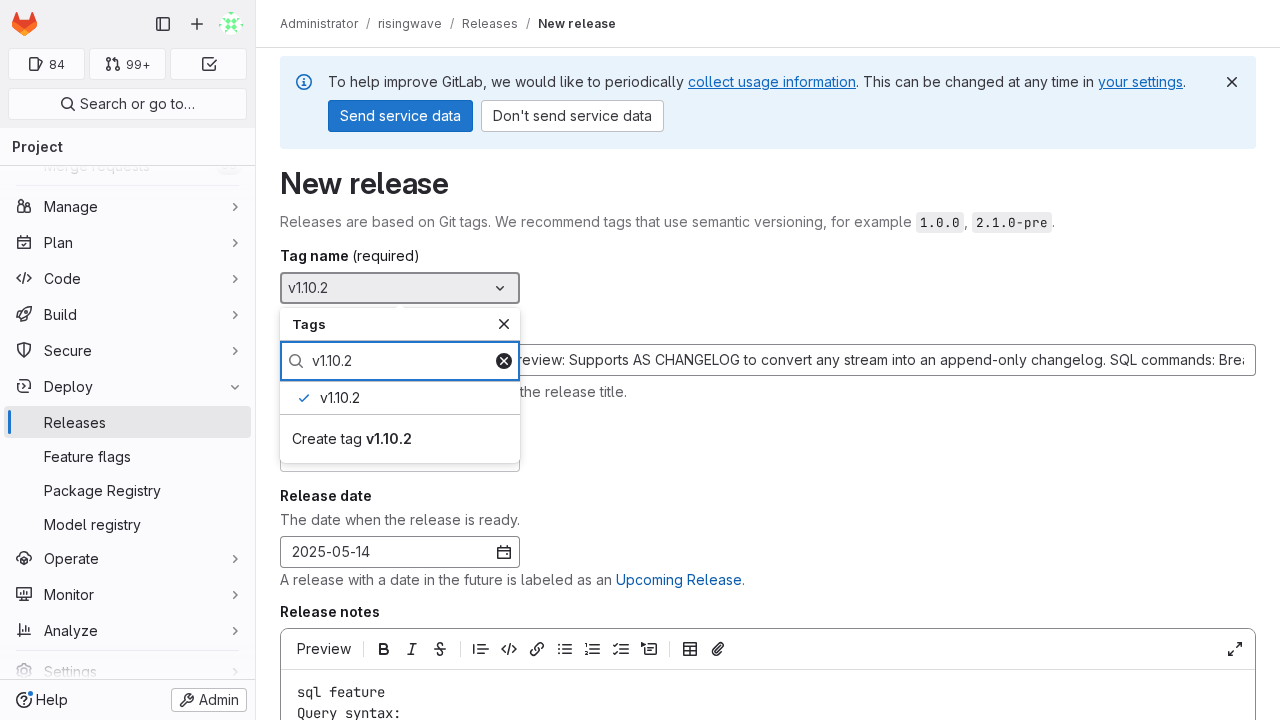 Administrator / risingwave / Releases / New release
84
99+
Search or go to…
Project
Merge requests
Manage
Plan
Code
Build
Secure
Deploy
Releases
Feature flags
Package Registry
Model registry
Operate
Monitor
Analyze
Settings
Help
Admin
To help improve GitLab, we would like to periodically collect usage information. This can be changed at any time in your settings.
Send service data
Don't send service data
New release
Releases are based on Git tags. We recommend tags that use semantic versioning, for example 1.0.0, 2.1.0-pre.
Tag name (required)
v1.10.2
Tags
v1.10.2
v1.10.2
Create tag v1.10.2
review: Supports AS CHANGELOG to convert any stream into an append-only changelog. SQL commands: Brea
the release title.
Release date
The date when the release is ready.
2025-05-14
A release with a date in the future is labeled as an Upcoming Release.
Release notes
Preview
sql feature
Query syntax: